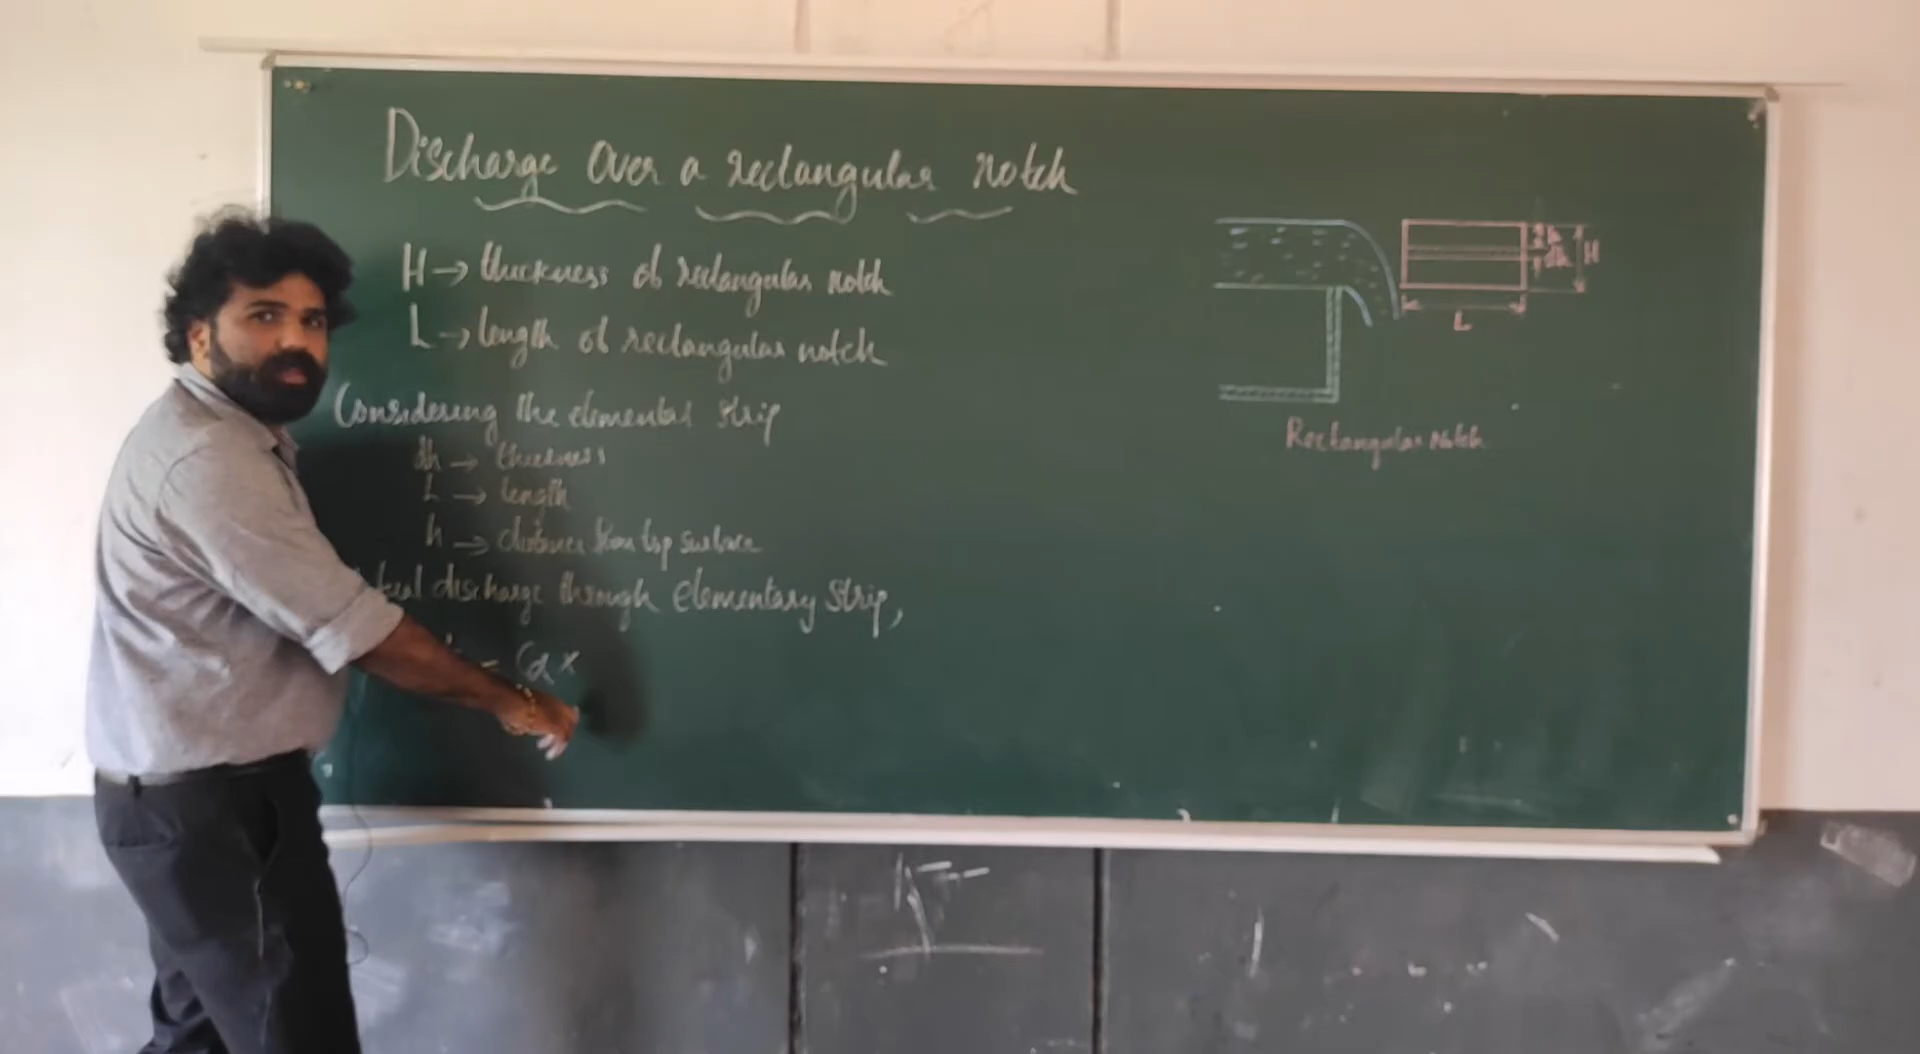 Discharge over a rectangular notch
H → thickness of rectangular notch
L → length of rectangular notch
Considering the elemental strip
dh → thickness
L → length
h → distance from top surface
discharge through elementary strip,
= Cd x
h
dh
H
L
Rectangular Notch